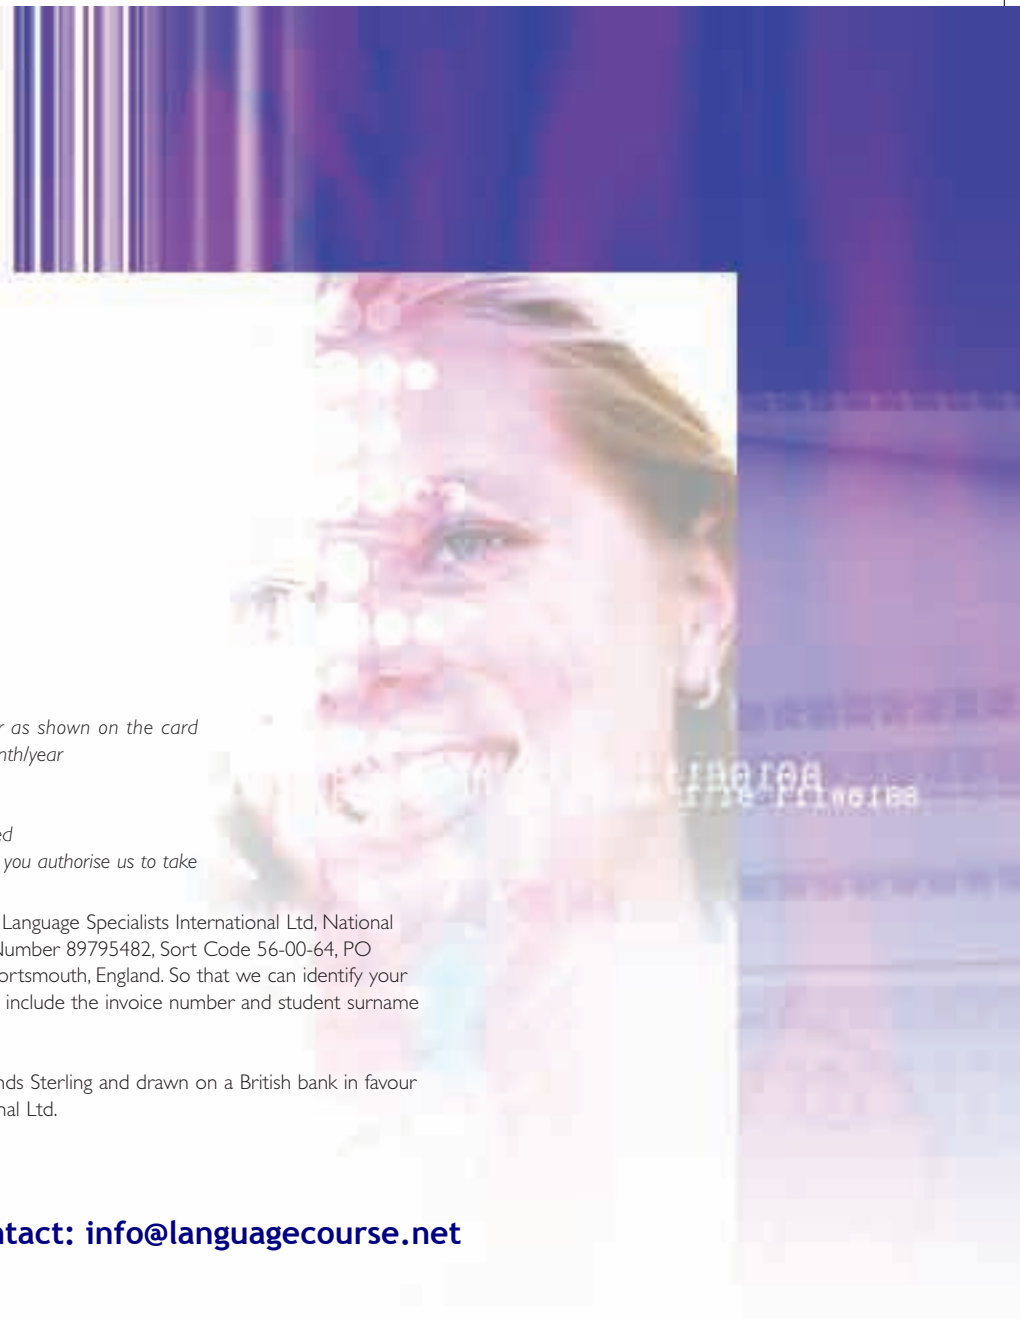 r as shown on the card
nth/year
ed
you authorise us to take
Language Specialists International Ltd, National
Number 89795482, Sort Code 56-00-64, PO
ortsmouth, England. So that we can identify your
include the invoice number and student surname
nds Sterling and drawn on a British bank in favour
nal Ltd.
ntact: info@languagecourse.net